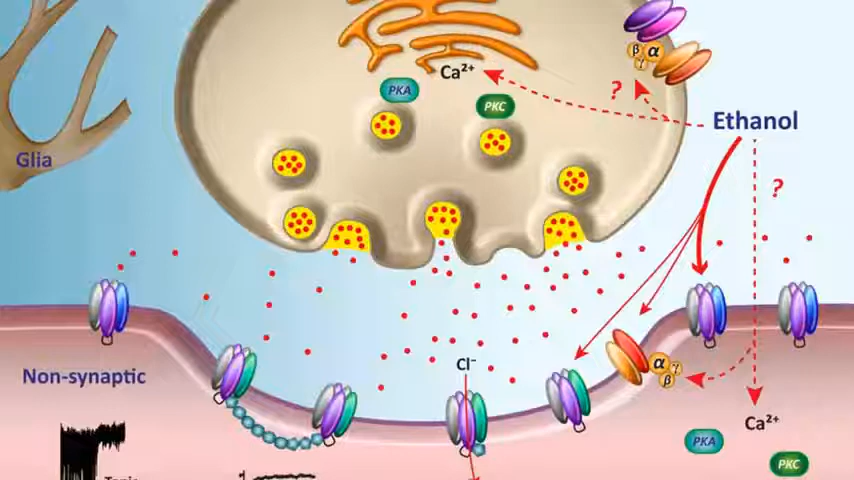 Ca²⁺
PKA
PKC
β α
γ
?
Ethanol
Glia
?
Cl⁻
Non-synaptic
α γ
β
Ca²⁺
PKA
PKC